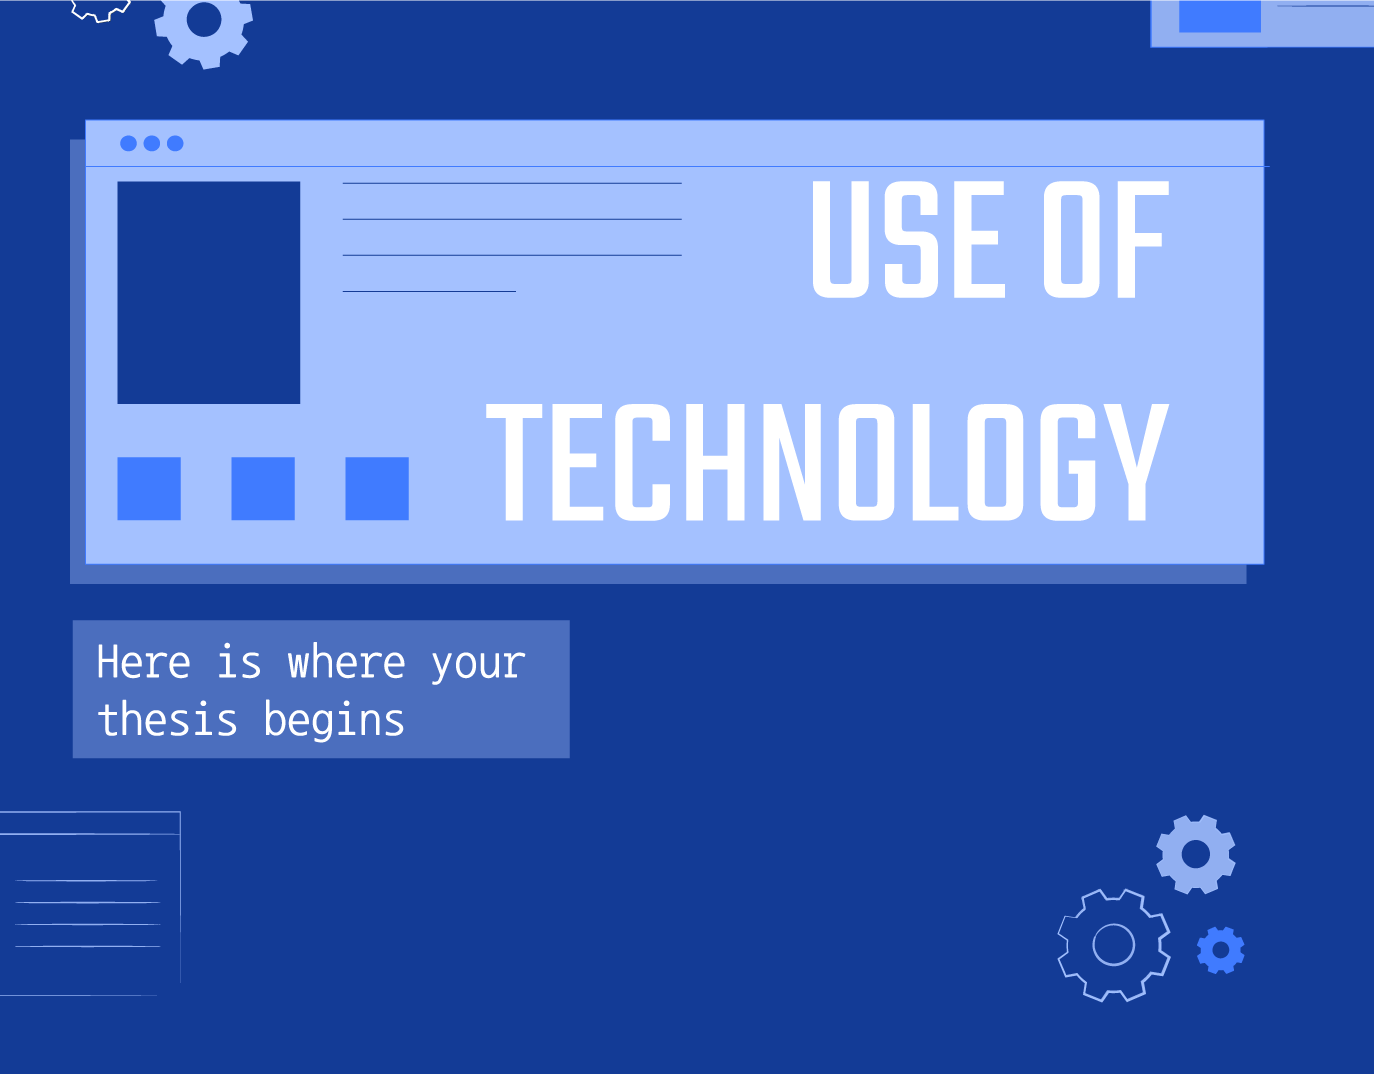 USE OF
TECHNOLOGY
Here is where your
thesis begins